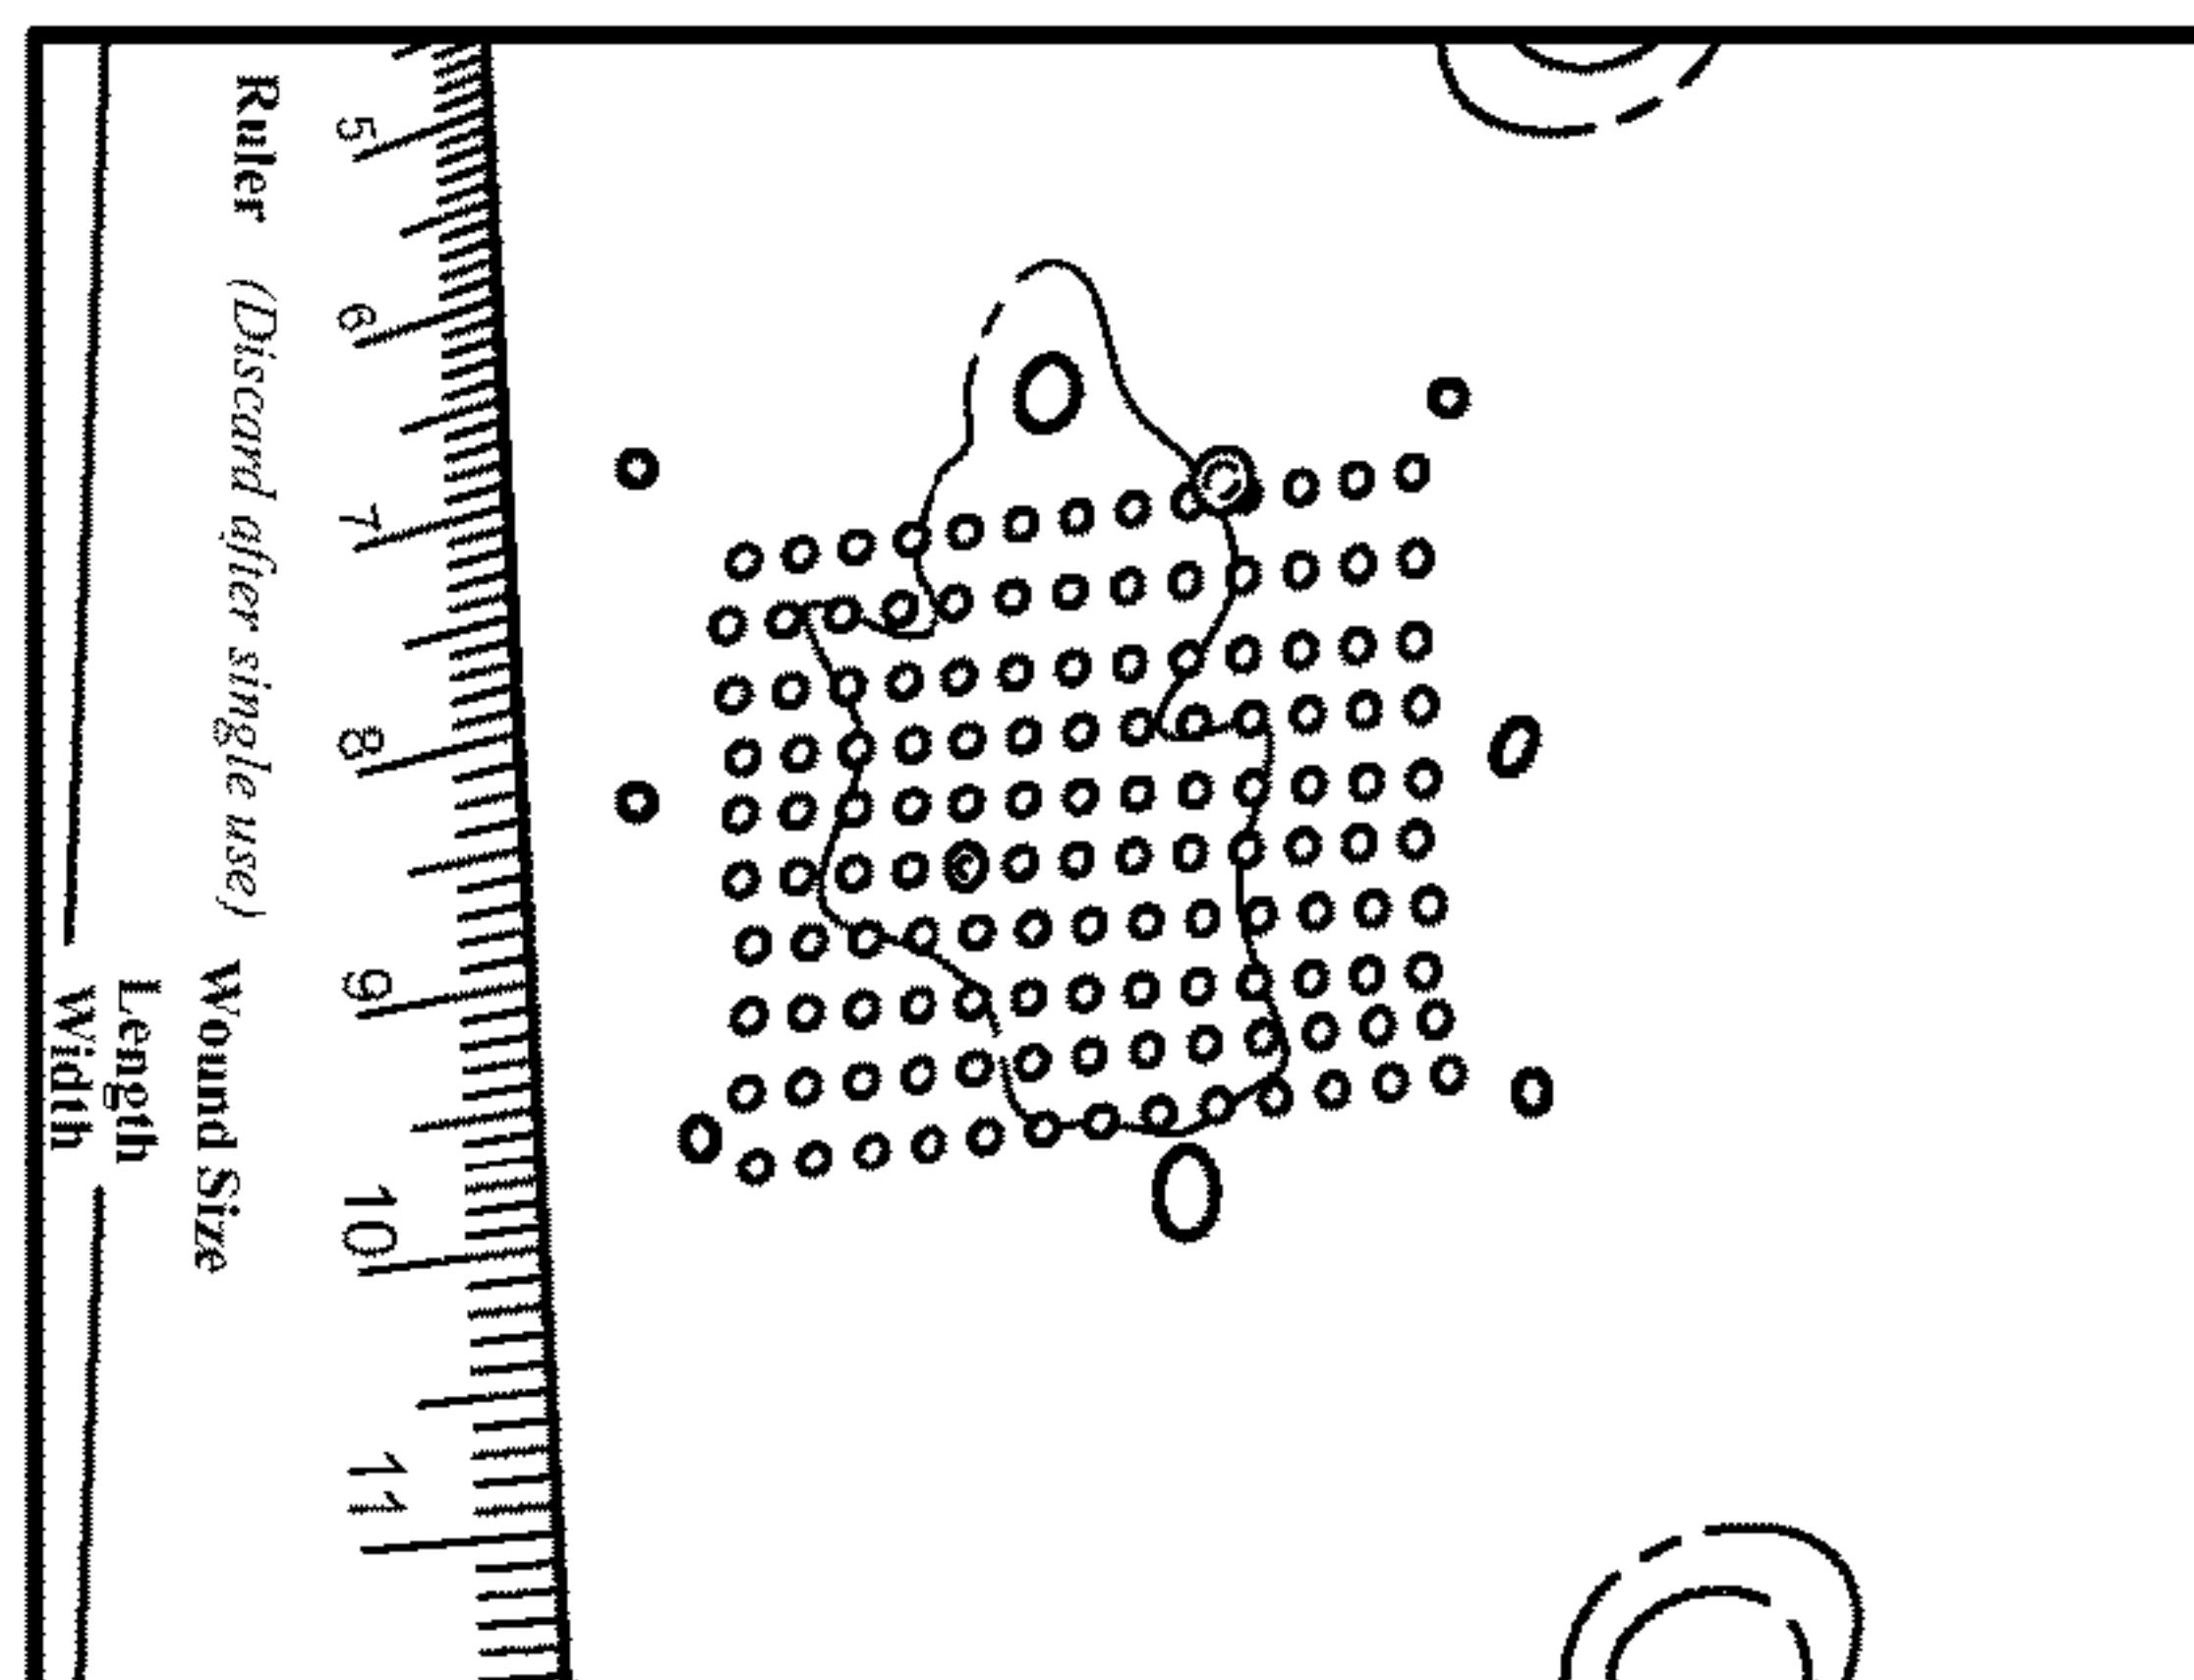 5
6
7
8
9
10
11
Ruler (Discard after single use)
Wound Size
Length
Width